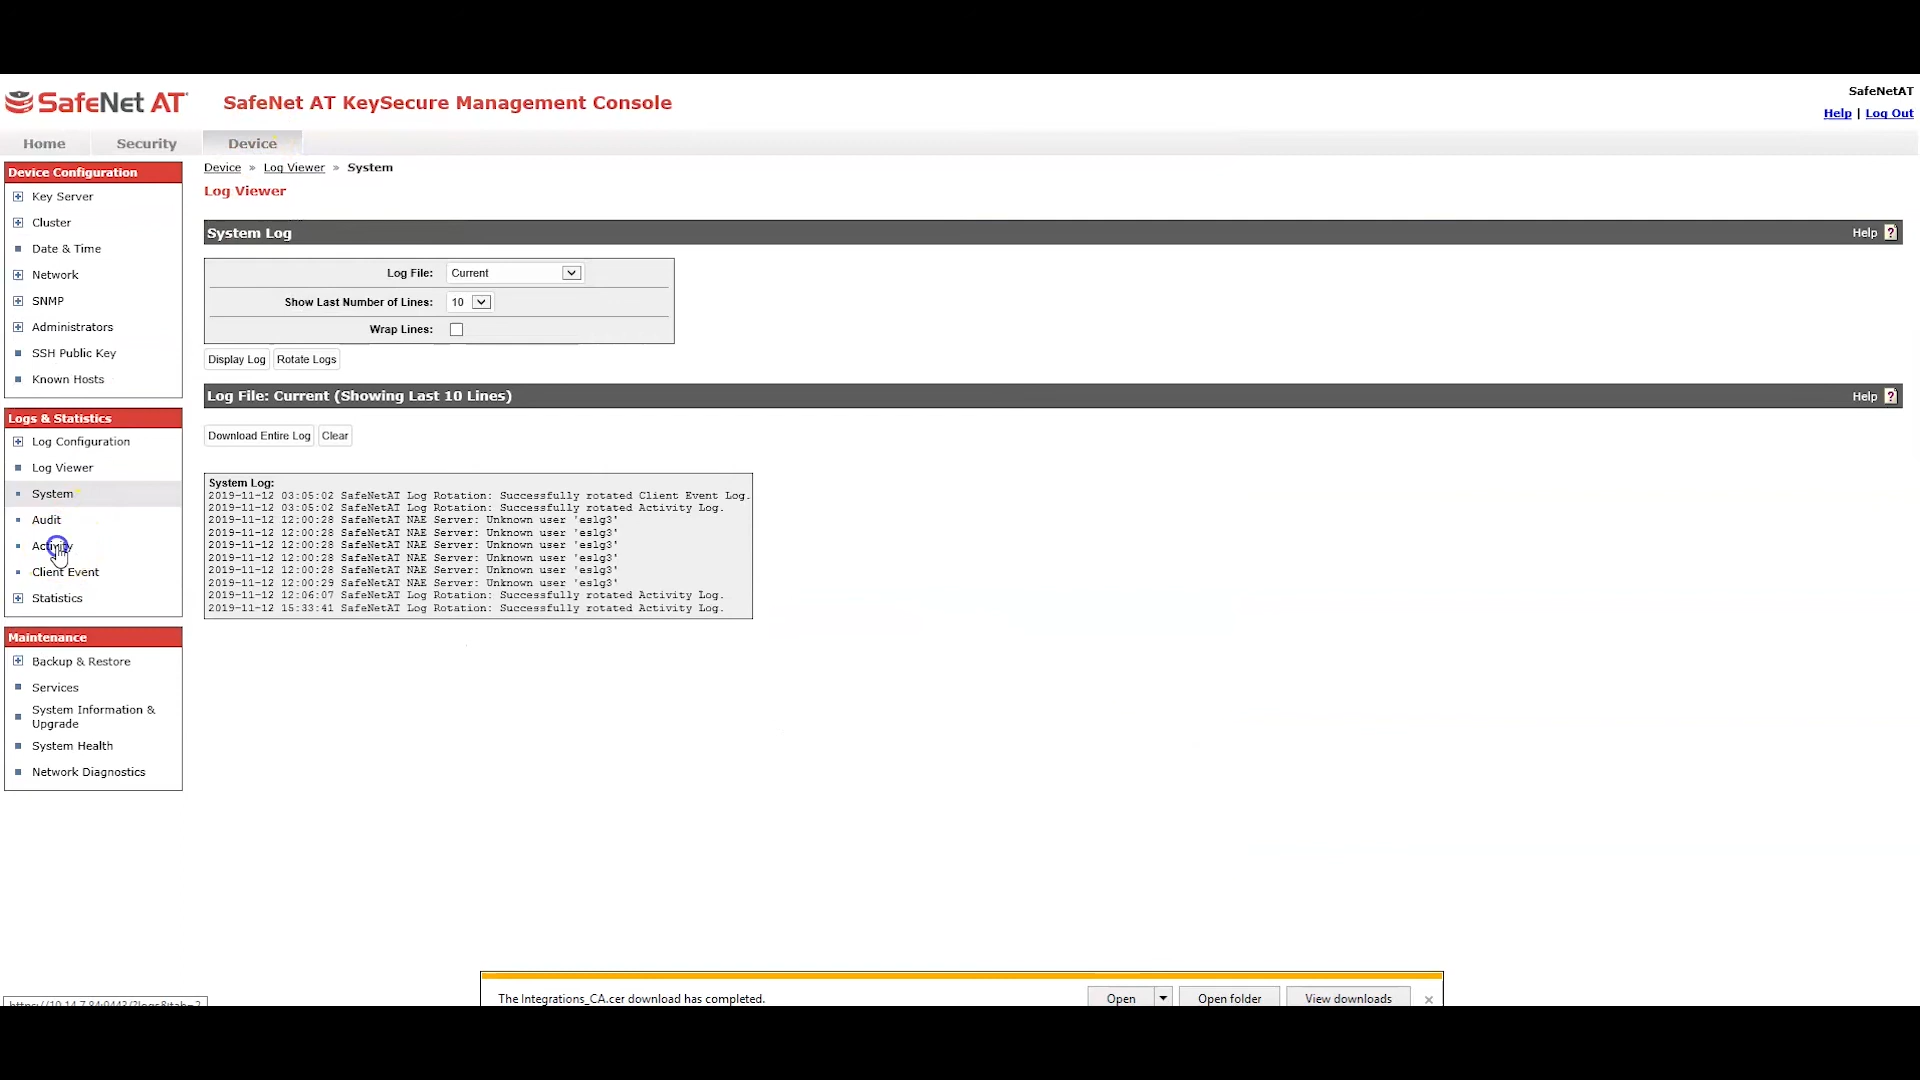 SafeNet AT
SafeNet AT KeySecure Management Console
SafeNetAT
Help | Log Out
Home
Security
Device
Device Configuration
Key Server
Cluster
Date & Time
Network
SNMP
Administrators
SSH Public Key
Known Hosts
Logs & Statistics
Log Configuration
Log Viewer
System
Audit
Activity
Client Event
Statistics
Maintenance
Backup & Restore
Services
System Information &
Upgrade
System Health
Network Diagnostics
Device » Log Viewer » System
Log Viewer
System Log
Help ?
Log File: Current
Show Last Number of Lines: 10
Wrap Lines:
Display Log
Rotate Logs
Log File: Current (Showing Last 10 Lines)
Help ?
Download Entire Log
Clear
System Log:
2019-11-12 03:05:02 SafeNetAT Log Rotation: Successfully rotated Client Event Log.
2019-11-12 03:05:02 SafeNetAT Log Rotation: Successfully rotated Activity Log.
2019-11-12 12:00:28 SafeNetAT NAE Server: Unknown user 'eslg3'
2019-11-12 12:00:28 SafeNetAT NAE Server: Unknown user 'eslg3'
2019-11-12 12:00:28 SafeNetAT NAE Server: Unknown user 'eslg3'
2019-11-12 12:00:28 SafeNetAT NAE Server: Unknown user 'eslg3'
2019-11-12 12:00:28 SafeNetAT NAE Server: Unknown user 'eslg3'
2019-11-12 12:00:29 SafeNetAT NAE Server: Unknown user 'eslg3'
2019-11-12 12:06:07 SafeNetAT Log Rotation: Successfully rotated Activity Log.
2019-11-12 15:33:41 SafeNetAT Log Rotation: Successfully rotated Activity Log.
The Integrations_CA.cer download has completed.
Open
Open folder
View downloads
×